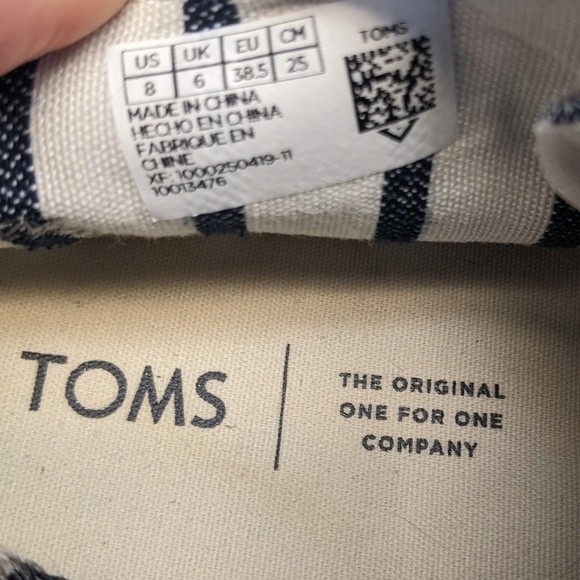 US UK EU CM
8 6 38.5 25
MADE IN CHINA
HECHO EN CHINA
FABRIQUE EN
CHINE
XF: 1000250419-11
10013476
TOMS
TOMS
THE ORIGINAL
ONE FOR ONE
COMPANY